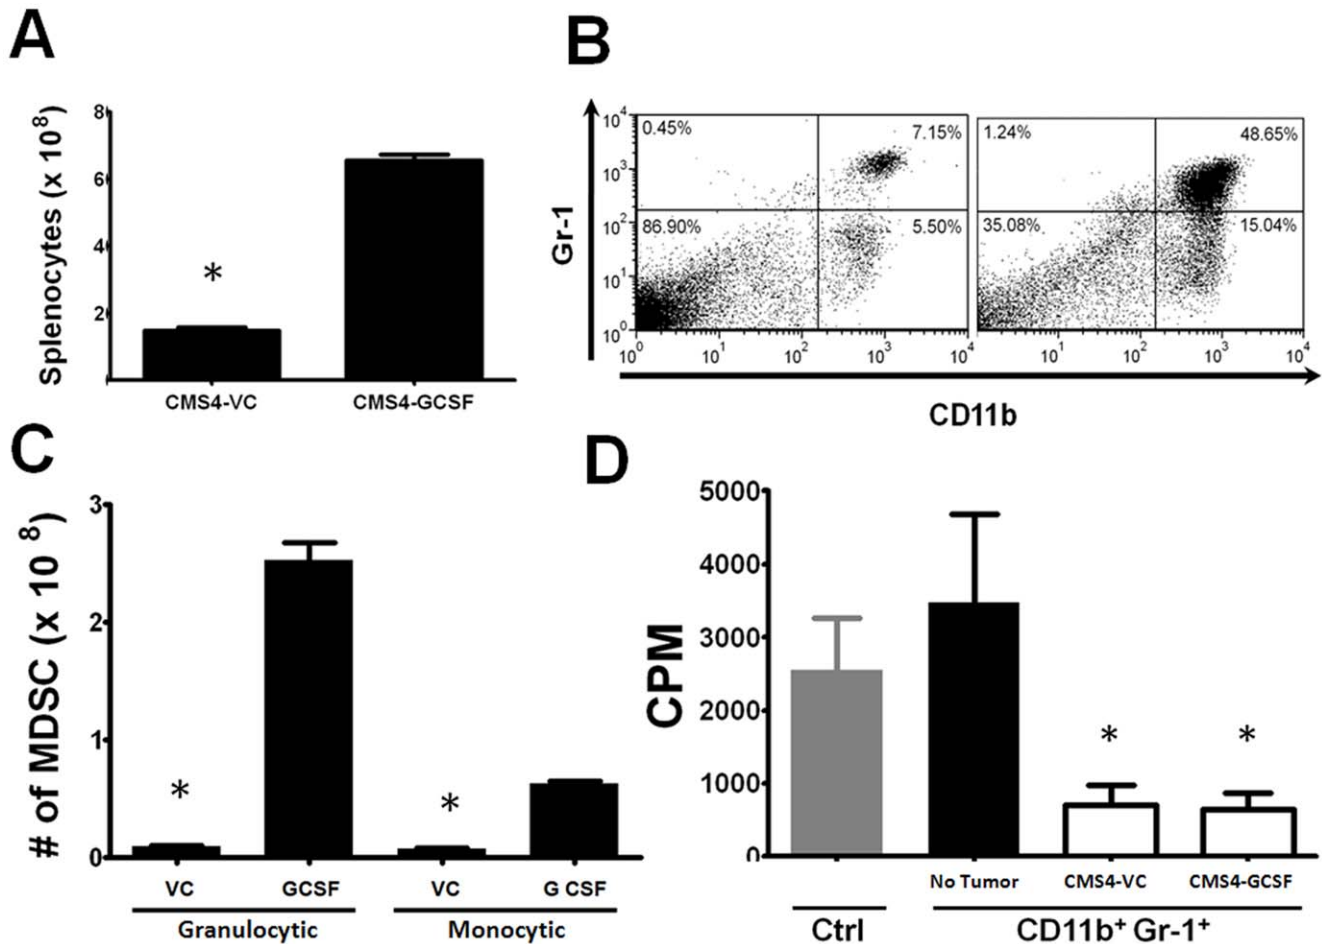 A
Splenocytes (x 10⁸)
8
6
4
2
*
CMS4-VC CMS4-GCSF
B
Gr-1
10⁴
10³
10²
10¹
10⁰
0.45% 7.15%
86.90% 5.50%
1.24% 48.65%
35.08% 15.04%
10⁰ 10¹ 10² 10³ 10⁴ 10¹ 10² 10³ 10⁴
CD11b
C
# of MDSC (x 10 ⁸)
3
2
1
0
* *
VC GCSF VC G CSF
Granulocytic Monocytic
D
CPM
5000
4000
3000
2000
1000
0
* *
No Tumor CMS4-VC CMS4-GCSF
Ctrl CD11b⁺ Gr-1⁺